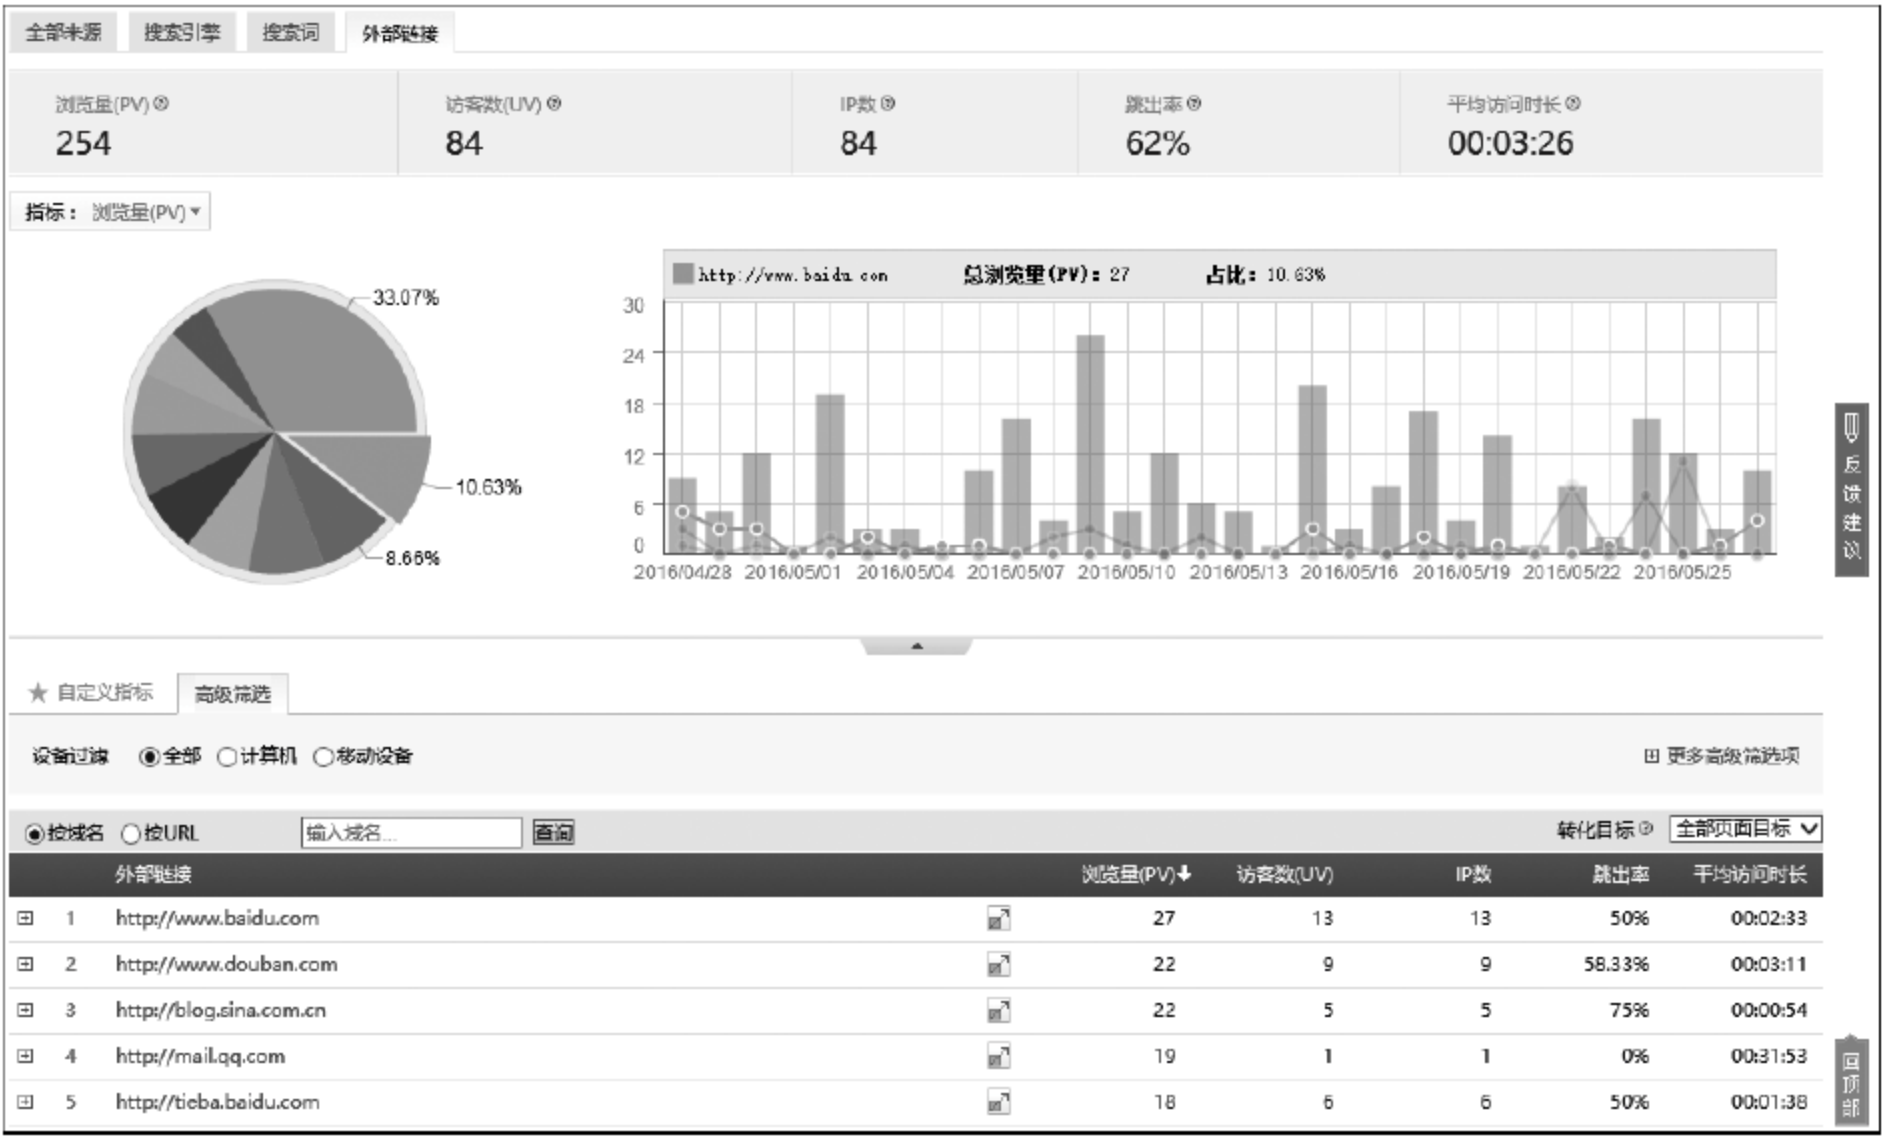 全部来源 搜索引擎 搜索词 外部链接
浏览量(PV) 访客数(UV) IP数 跳出率 平均访问时长
254 84 84 62% 00:03:26
指标： 浏览量(PV)
33.07%
10.63%
8.66%
http://www.baidu.com 总浏览量(PV): 27 占比: 10.63%
30
24
18
12
6
0
2016/04/28 2016/05/01 2016/05/04 2016/05/07 2016/05/10 2016/05/13 2016/05/16 2016/05/19 2016/05/22 2016/05/25
反馈建议
自定义指标 高级筛选
设备过滤 全部 计算机 移动设备 更多高级筛选项
按域名 按URL 输入域名... 查询 转化目标 全部页面目标
外部链接 浏览量(PV) 访客数(UV) IP数 跳出率 平均访问时长
1 http://www.baidu.com 27 13 13 50% 00:02:33
2 http://www.douban.com 22 9 9 58.33% 00:03:11
3 http://blog.sina.com.cn 22 5 5 75% 00:00:54
4 http://mail.qq.com 19 1 1 0% 00:31:53
5 http://tieba.baidu.com 18 6 6 50% 00:01:38
回顶部